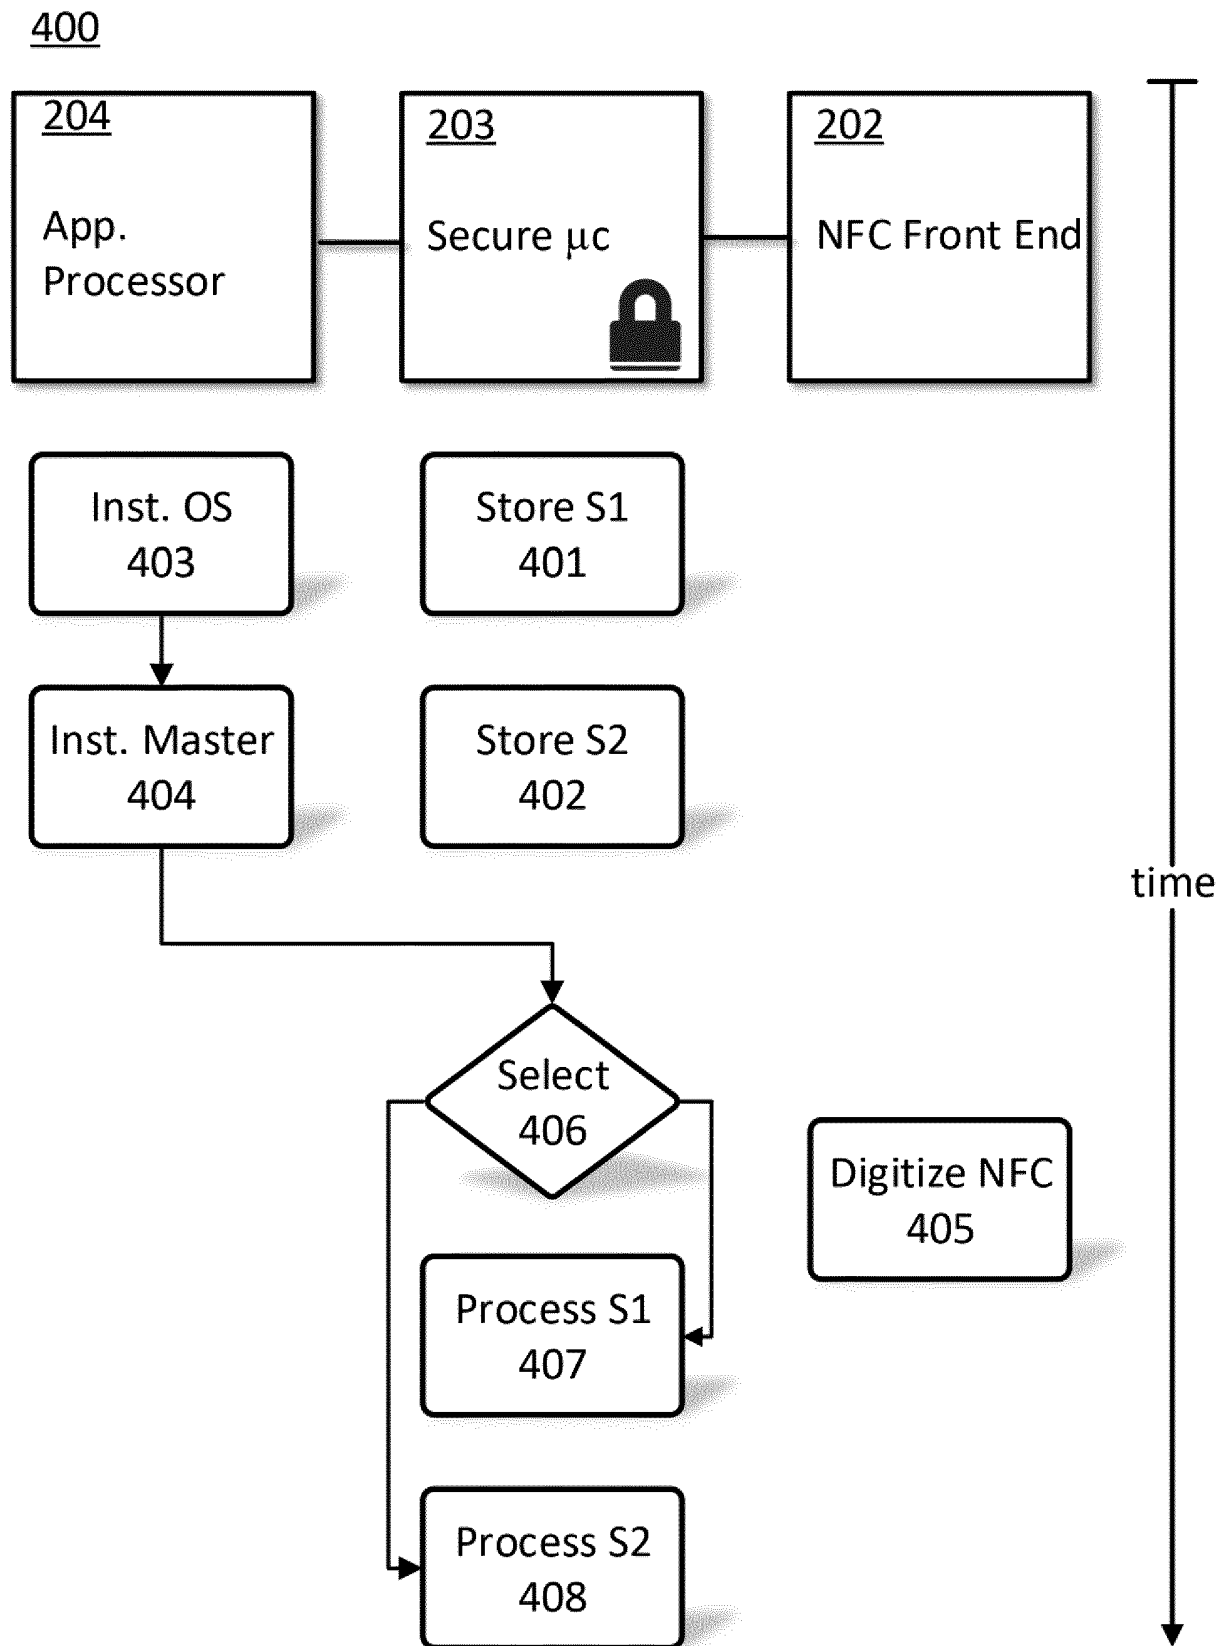 400
204
App.
Processor
203
Secure μc
202
NFC Front End
Inst. OS
403
Store S1
401
Inst. Master
404
Store S2
402
time
Select
406
Digitize NFC
405
Process S1
407
Process S2
408